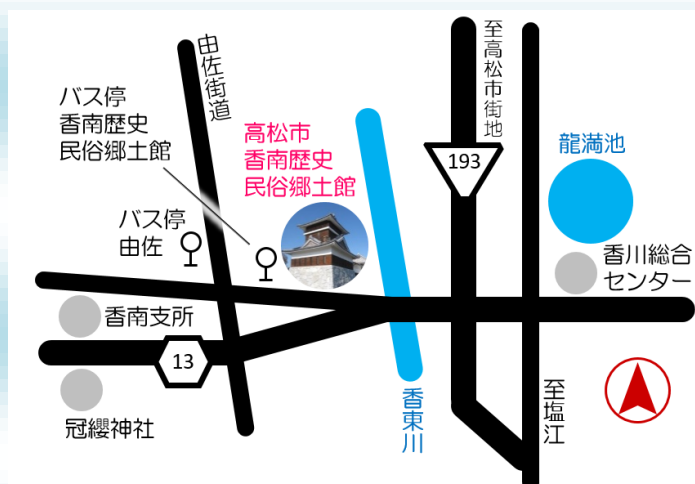 由佐街道
至高松市街地
バス停
香南歴史
民俗郷土館
高松市
香南歴史
民俗郷土館
193
龍満池
バス停
由佐
香川総合
センター
香南支所
13
冠纓神社
香東川
至塩江